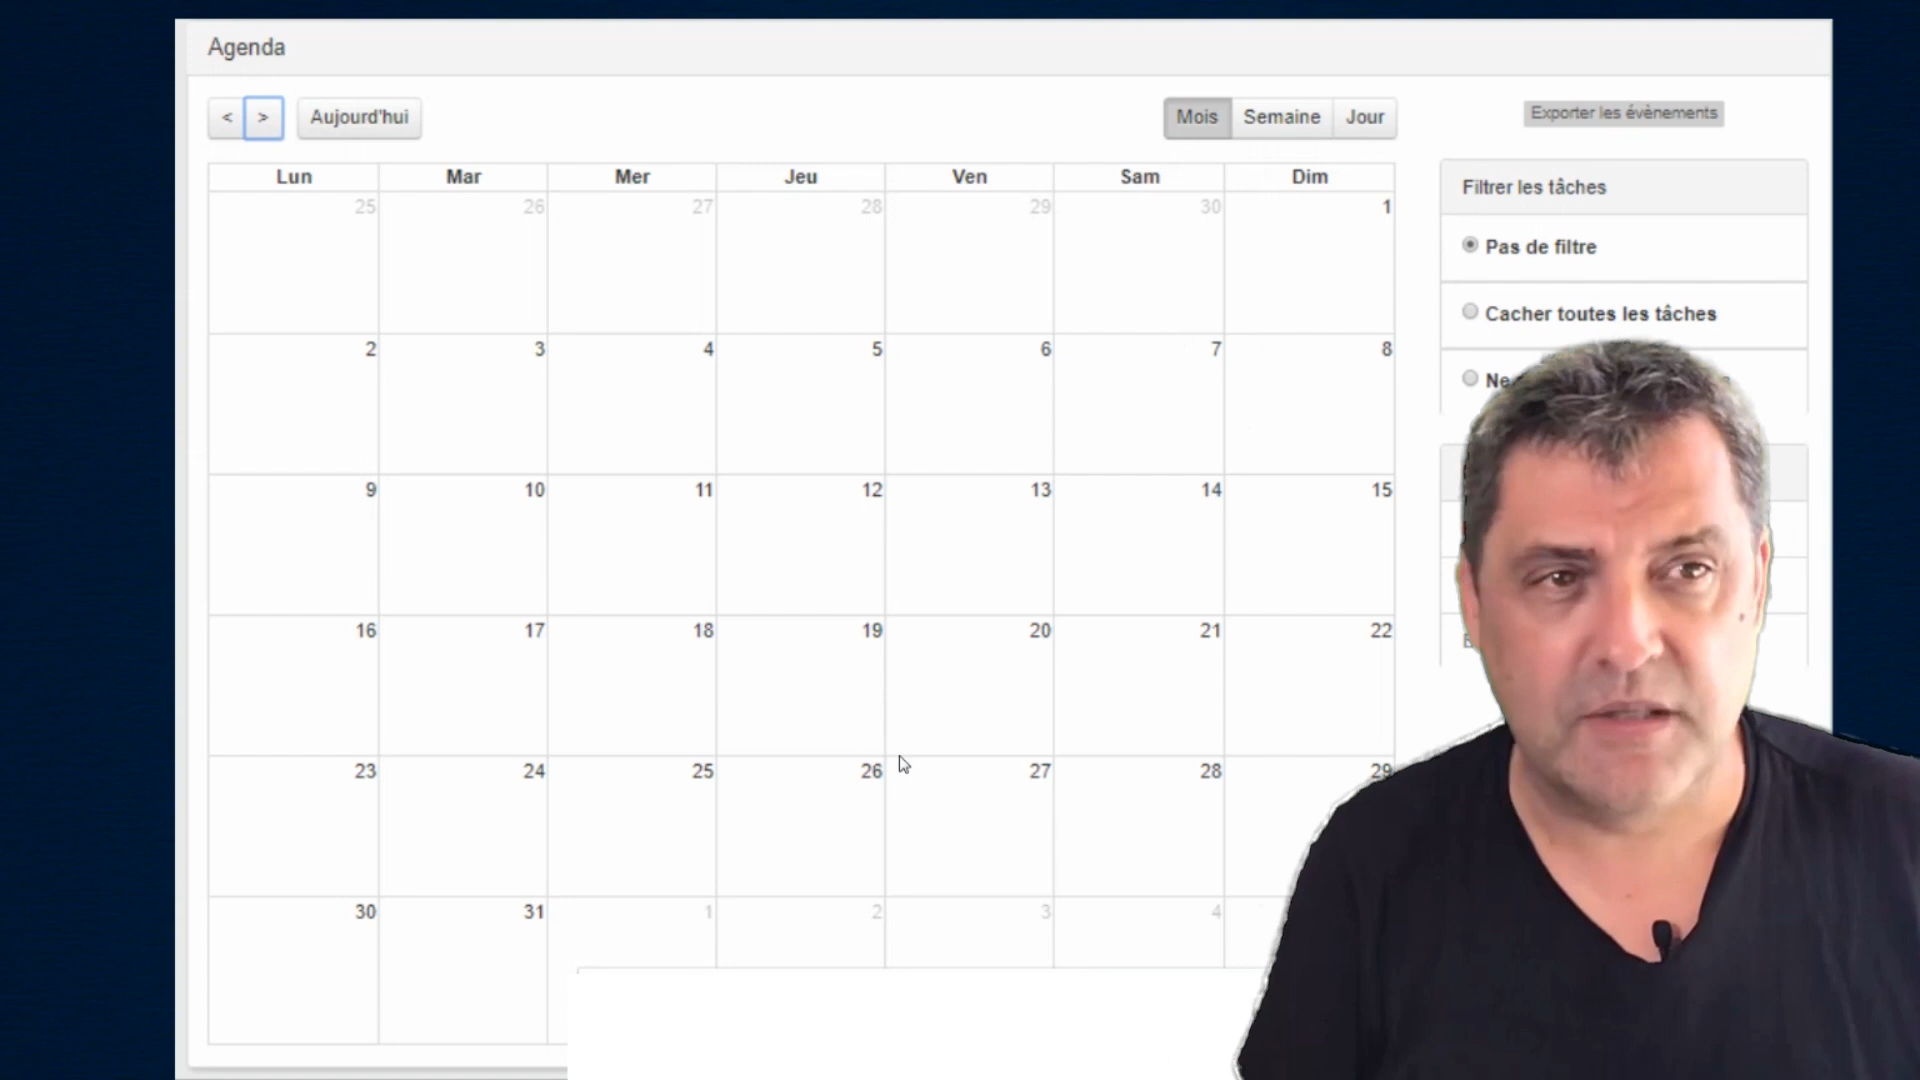 Agenda
< > Aujourd'hui
Mois Semaine Jour
Exporter les évènements
Lun Mar Mer Jeu Ven Sam Dim
25 26 27 28 29 30 1
2 3 4 5 6 7 8
9 10 11 12 13 14 15
16 17 18 19 20 21 22
23 24 25 26 27 28 29
30 31 1 2 3 4
Filtrer les tâches
Pas de filtre
Cacher toutes les tâches
Ne